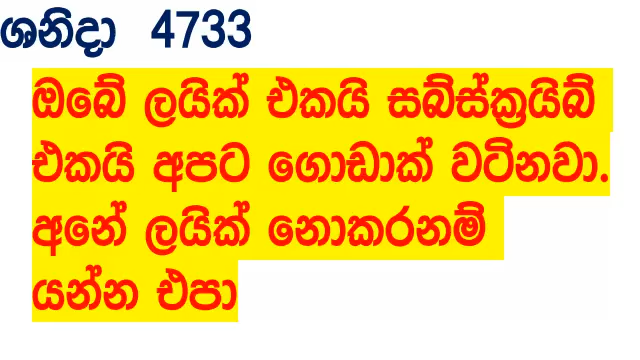 ශනිදා 4733
ඔබේ ලයික් එකයි සබ්ස්ක්‍රයිබ්
එකයි අපට ගොඩාක් වටිනවා.
අනේ ලයික් නොකරනම්
යන්න එපා